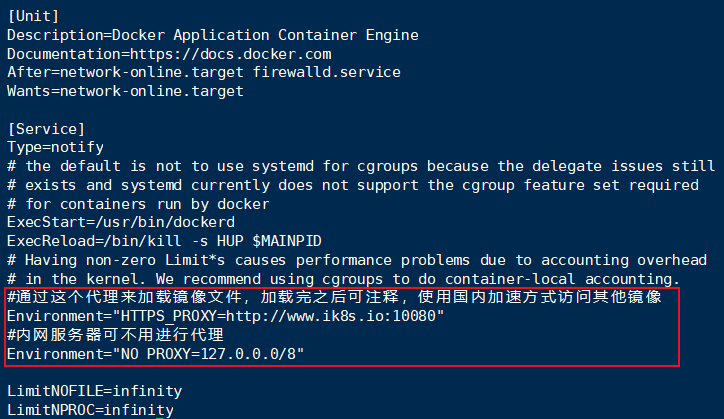 [Unit]
Description=Docker Application Container Engine
Documentation=https://docs.docker.com
After=network-online.target firewalld.service
Wants=network-online.target
[Service]
Type=notify
# the default is not to use systemd for cgroups because the delegate issues still
# exists and systemd currently does not support the cgroup feature set required
# for containers run by docker
ExecStart=/usr/bin/dockerd
ExecReload=/bin/kill -s HUP $MAINPID
# Having non-zero Limit*s causes performance problems due to accounting overhead
# in the kernel. We recommend using cgroups to do container-local accounting.
#通过这个代理来加载镜像文件，加载完之后可注释，使用国内加速方式访问其他镜像
Environment="HTTPS_PROXY=http://www.ik8s.io:10080"
#内网服务器可不用进行代理
Environment="NO_PROXY=127.0.0.0/8"
LimitNOFILE=infinity
LimitNPROC=infinity